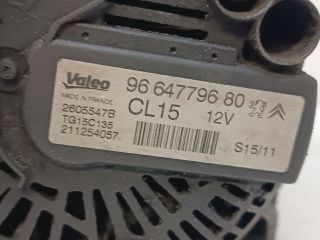 Valeo 96 647796 80
MADE IN FRANCE
2605547B CL15 12V
TG15C135
211254057 S15/11